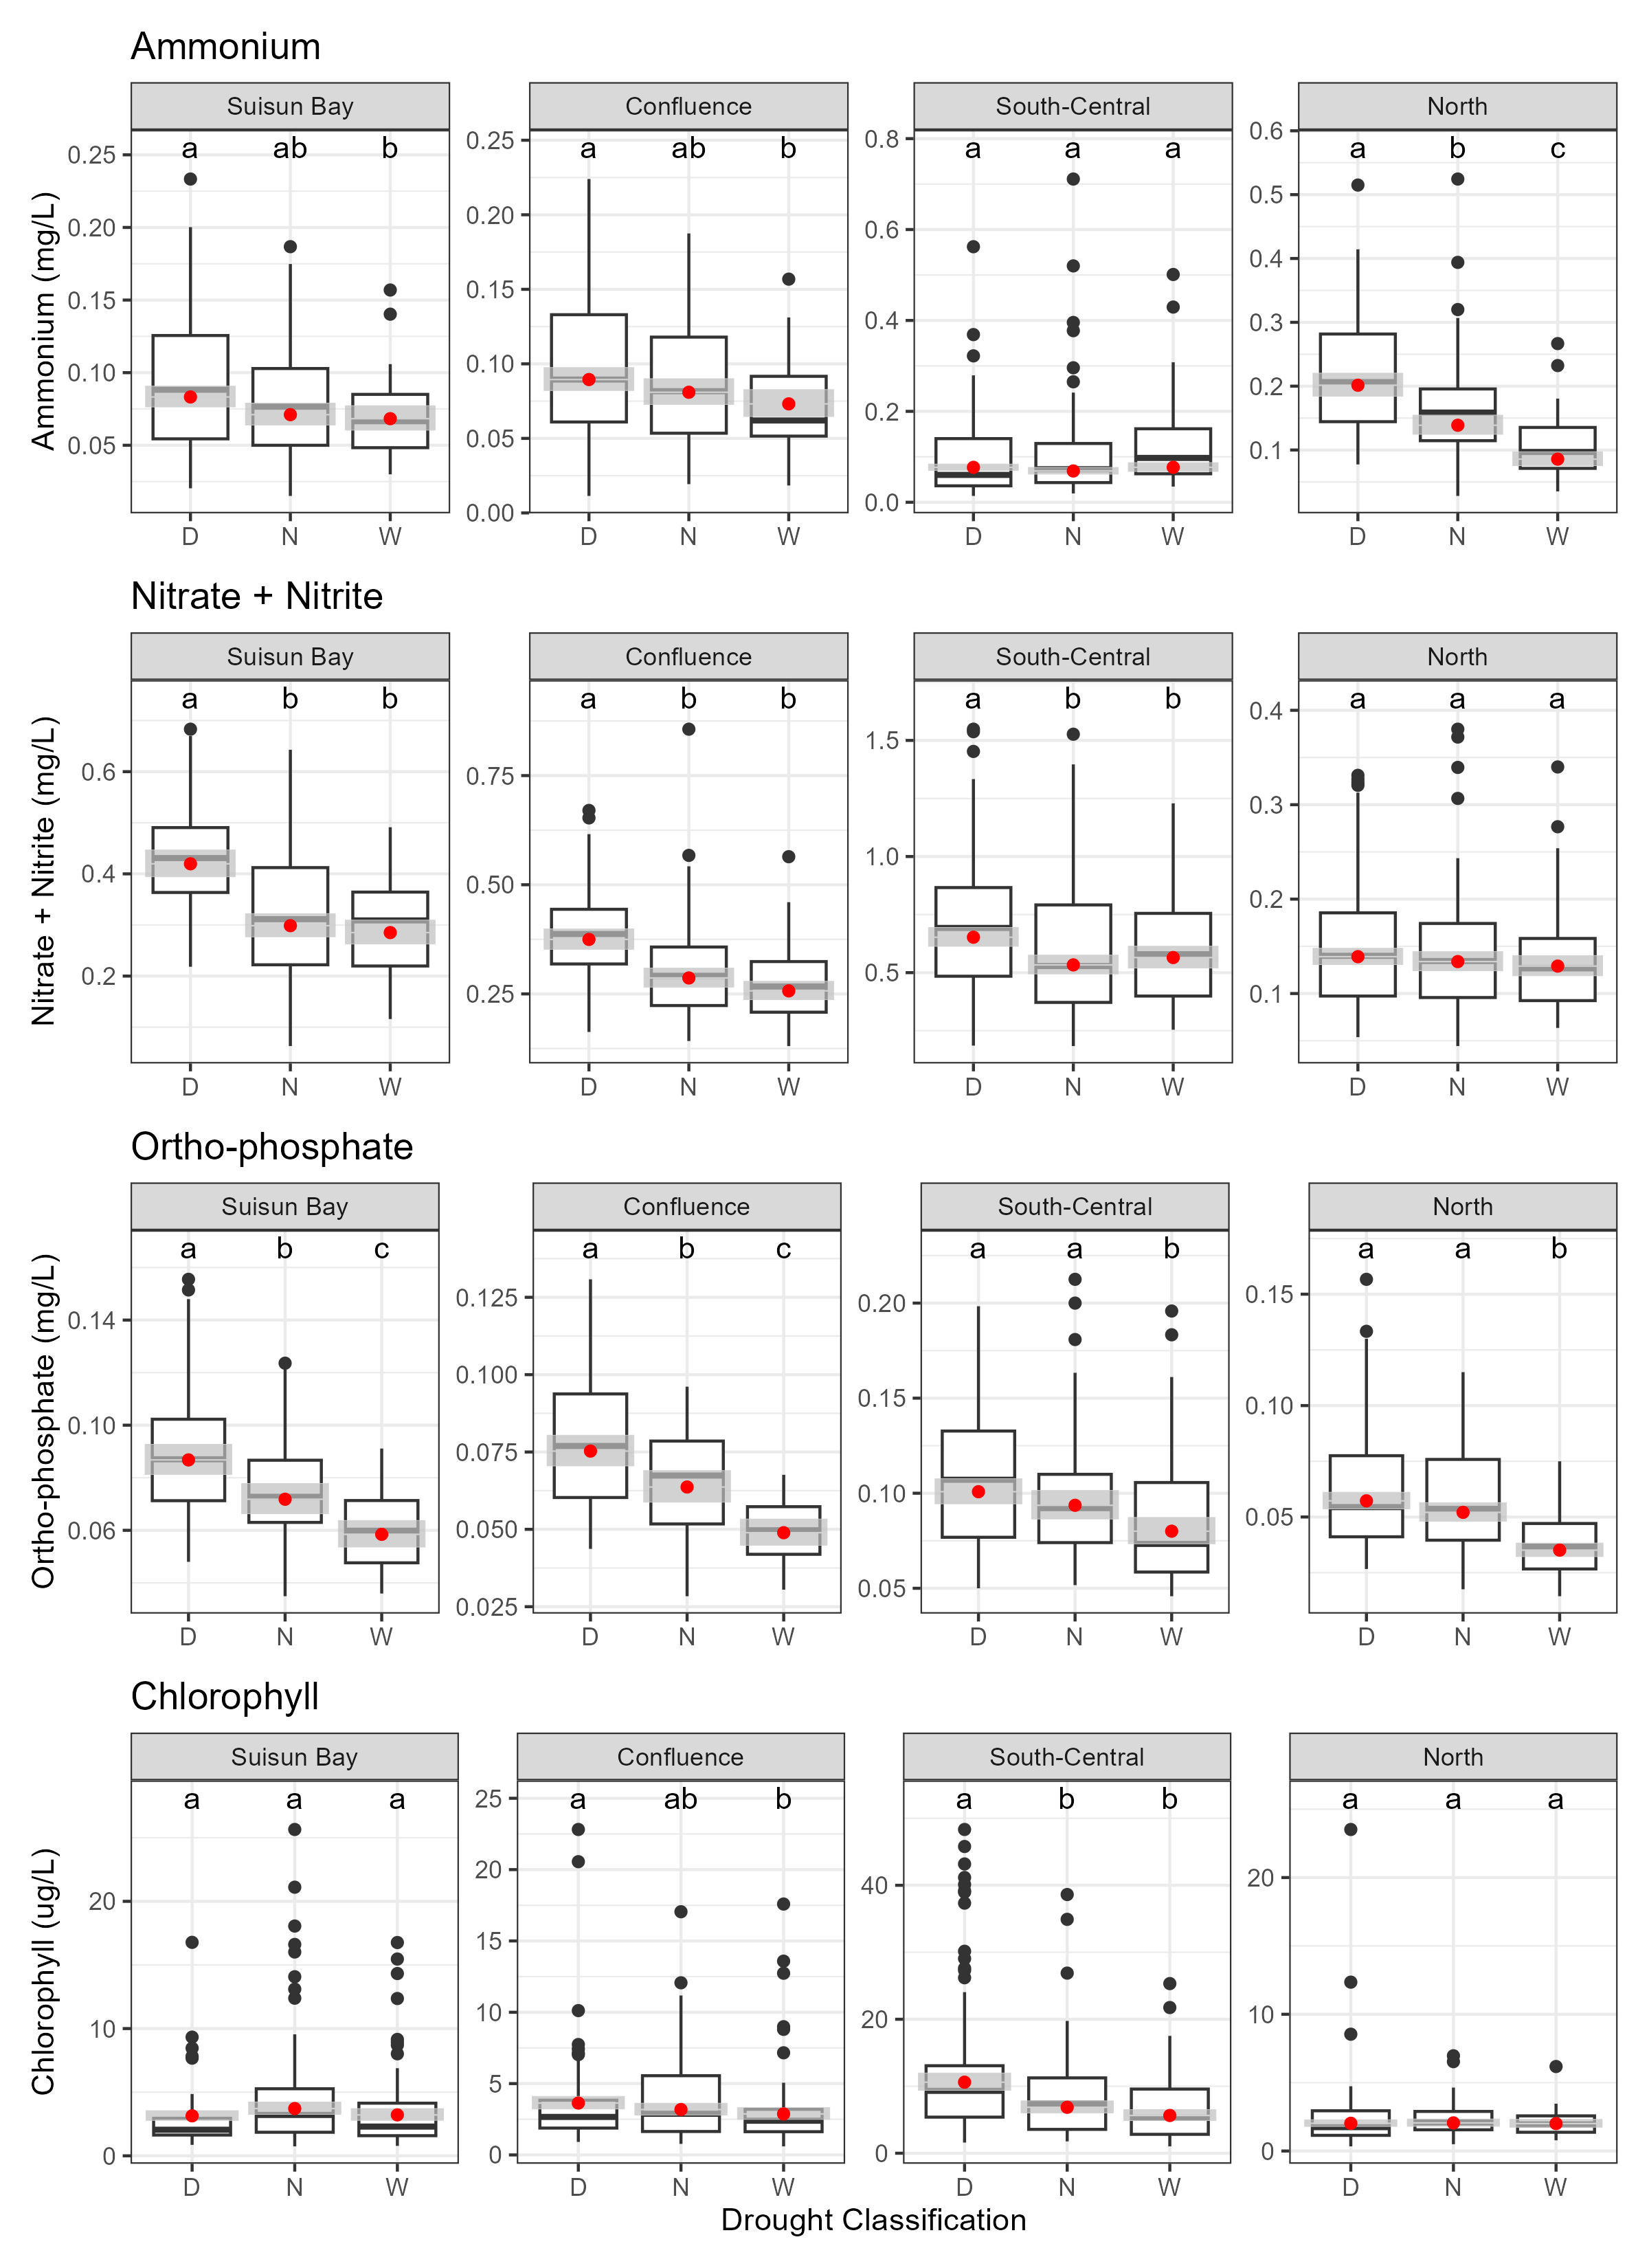 Ammonium
Suisun Bay Confluence South-Central North
Ammonium (mg/L)
a ab b a ab b a a a a b c
0.25 0.20 0.15 0.10 0.05
0.25 0.20 0.15 0.10 0.05 0.00
0.8 0.6 0.4 0.2 0.0
0.6 0.5 0.4 0.3 0.2 0.1
D N W D N W D N W D N W
Nitrate + Nitrite
Suisun Bay Confluence South-Central North
Nitrate + Nitrite (mg/L)
a b b a b b a b b a a a
0.6 0.4 0.2
0.75 0.50 0.25
1.5 1.0 0.5
0.4 0.3 0.2 0.1
D N W D N W D N W D N W
Ortho-phosphate
Suisun Bay Confluence South-Central North
Ortho-phosphate (mg/L)
a b c a b c a a b a a b
0.14 0.10 0.06
0.125 0.100 0.075 0.050 0.025
0.20 0.15 0.10 0.05
0.15 0.10 0.05
D N W D N W D N W D N W
Chlorophyll
Suisun Bay Confluence South-Central North
Chlorophyll (ug/L)
a a a a ab b a b b a a a
20 10 0
25 20 15 10 5 0
40 20 0
20 10 0
D N W D N W D N W D N W
Drought Classification